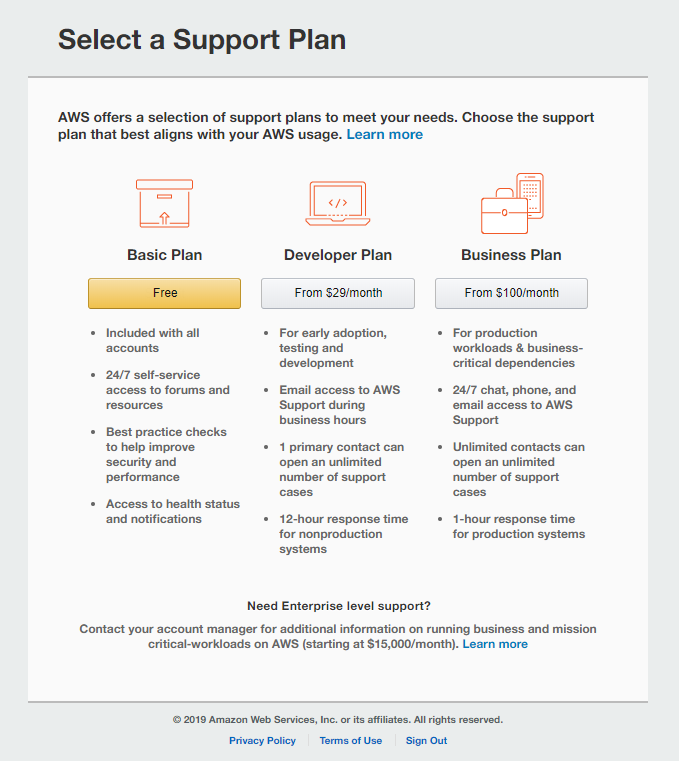 Select a Support Plan
AWS offers a selection of support plans to meet your needs. Choose the support
plan that best aligns with your AWS usage. Learn more
Basic Plan
Free
• Included with all
accounts
• 24/7 self-service
access to forums and
resources
• Best practice checks
to help improve
security and
performance
• Access to health status
and notifications
</> 
Developer Plan
From $29/month
• For early adoption,
testing and
development
• Email access to AWS
Support during
business hours
• 1 primary contact can
open an unlimited
number of support
cases
• 12-hour response time
for nonproduction
systems
Business Plan
From $100/month
• For production
workloads & business-
critical dependencies
• 24/7 chat, phone, and
email access to AWS
Support
• Unlimited contacts can
open an unlimited
number of support
cases
• 1-hour response time
for production systems
Need Enterprise level support?
Contact your account manager for additional information on running business and mission
critical-workloads on AWS (starting at $15,000/month). Learn more
© 2019 Amazon Web Services, Inc. or its affiliates. All rights reserved.
Privacy Policy | Terms of Use | Sign Out